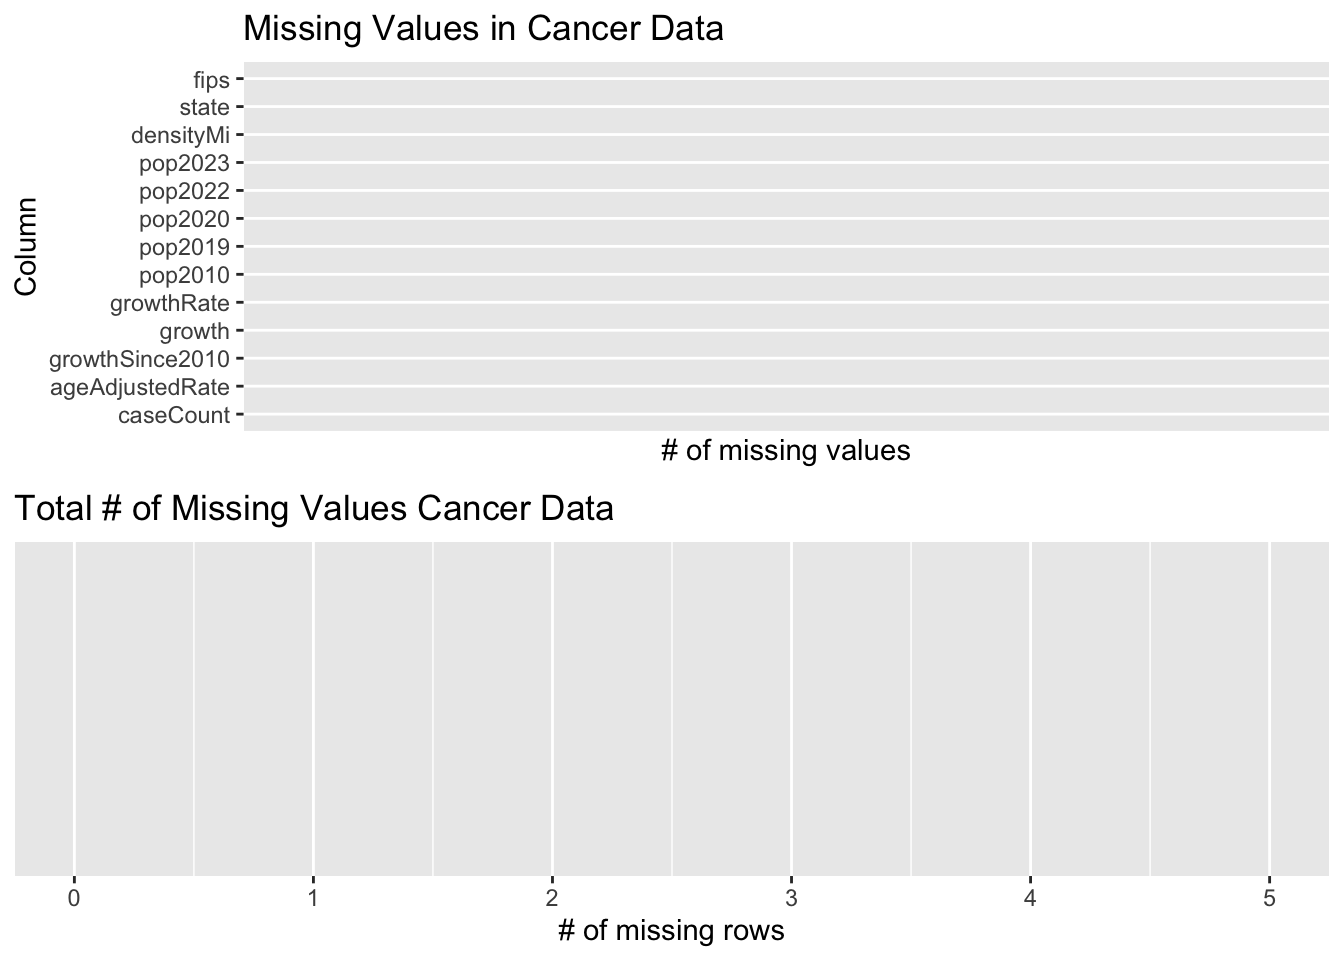 Missing Values in Cancer Data
fips
state
densityMi
pop2023
pop2022
pop2020
pop2019
pop2010
growthRate
growth
growthSince2010
ageAdjustedRate
caseCount
Column
# of missing values
Total # of Missing Values Cancer Data
0 1 2 3 4 5
# of missing rows